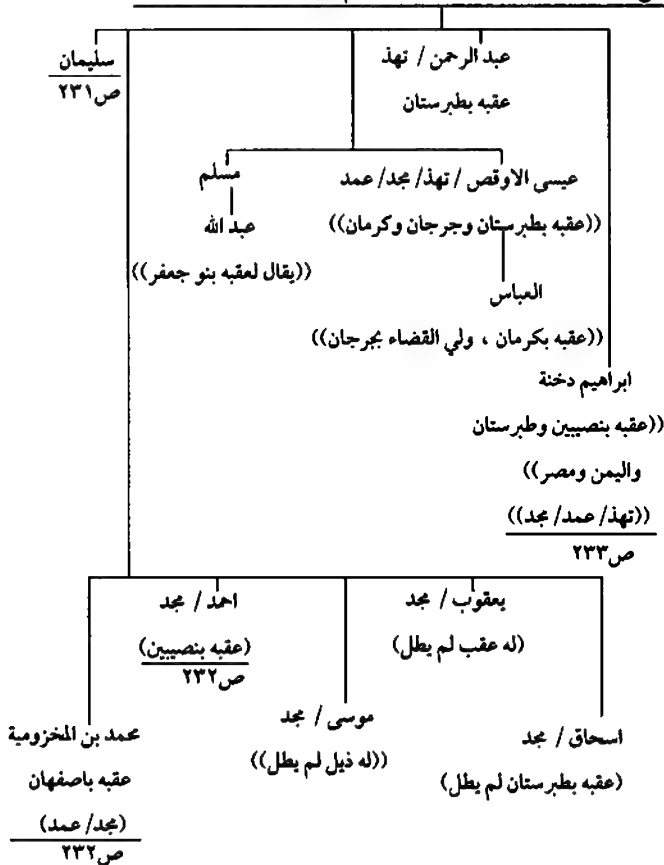 عبد الرحمن / تهذ
عقبه بطبرستان
سليمان
ص٢٣١
عيسى الاوقص / تهذ/ مجد/ عمد
((عقبه بطبرستان وجرجان وكرمان))
مسلم
عبد الله
((يقال لعقبه بنو جعفر))
العباس
((عقبه بكرمان ، ولي القضاء بجرجان))
ابراهيم دخنة
((عقبه بنصيبين وطبرستان
واليمن ومصر))
((تهذ/ عمد/ مجد))
ص٢٣٣
يعقوب/ مجد
(له عقب لم يطل)
احمد / مجد
(عقبه بنصيبين)
ص٢٣٢
اسحاق/ مجد
(عقبه بطبرستان لم يطل)
موسى/ مجد
((له ذيل لم يطل))
محمد بن المخزومية
عقبه باصفهان
(مجد/ عمد)
ص٢٣٢